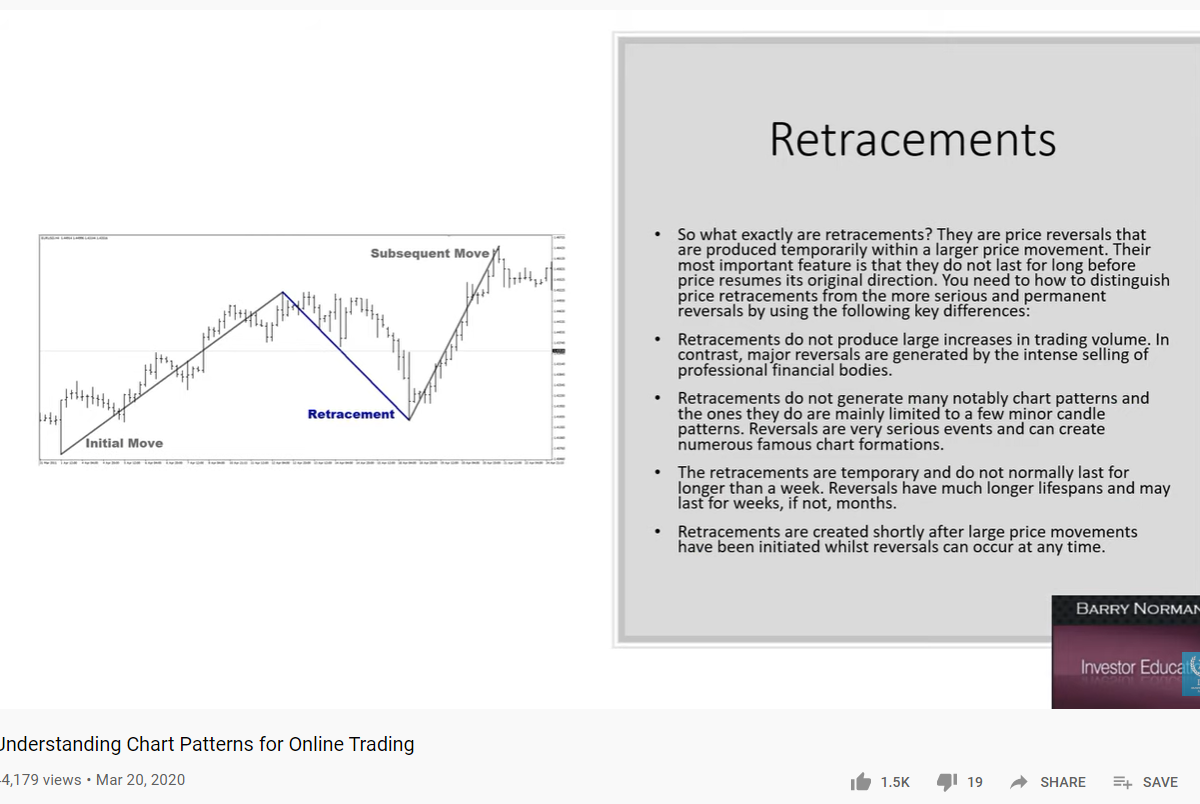 Retracements
• So what exactly are retracements? They are price reversals that
are produced temporarily within a larger price movement. Their
most important feature is that they do not last for long before
price resumes its original direction. You need to how to distinguish
price retracements from the more serious and permanent
reversals by using the following key differences:
• Retracements do not produce large increases in trading volume. In
contrast, major reversals are generated by the intense selling of
professional financial bodies.
• Retracements do not generate many notably chart patterns and
the ones they do are mainly limited to a few minor candle
patterns. Reversals are very serious events and can create
numerous famous chart formations.
• The retracements are temporary and do not normally last for
longer than a week. Reversals have much longer lifespans and may
last for weeks, if not, months.
• Retracements are created shortly after large price movements
have been initiated whilst reversals can occur at any time.
Subsequent Move
Retracement
Initial Move
BARRY NORMAN
Investor Educat
Understanding Chart Patterns for Online Trading
4,179 views • Mar 20, 2020
1.5K
19
SHARE
SAVE